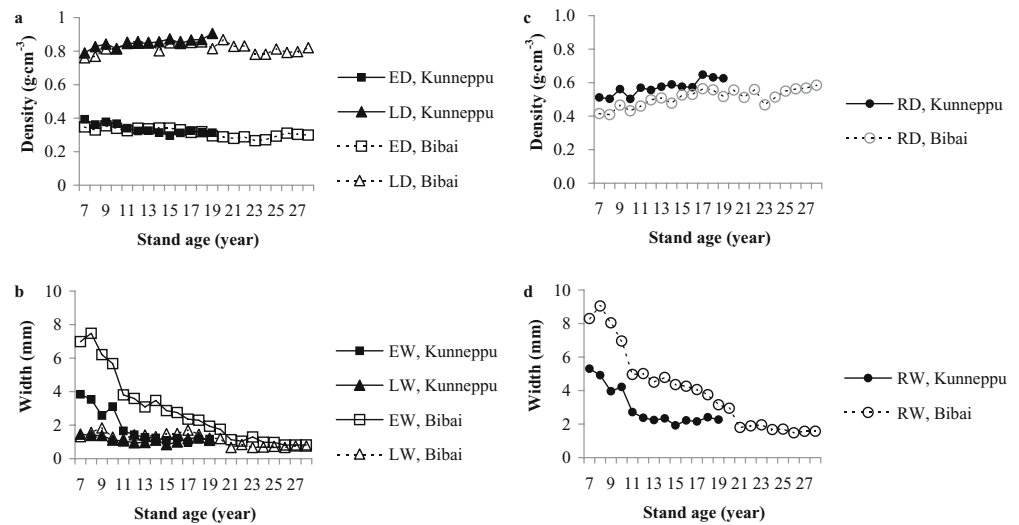 a
Density (g·cm⁻³)
1
0.8
0.6
0.4
0.2
0
7 9 11 13 15 17 19 21 23 25 27
Stand age (year)
ED, Kunneppu
LD, Kunneppu
ED, Bibai
LD, Bibai
c
Density (g·cm⁻³)
1.0
0.8
0.6
0.4
0.2
0.0
7 9 11 13 15 17 19 21 23 25 27
Stand age (year)
RD, Kunneppu
RD, Bibai
b
Width (mm)
10
8
6
4
2
0
7 9 11 13 15 17 19 21 23 25 27
Stand age (year)
EW, Kunneppu
LW, Kunneppu
EW, Bibai
LW, Bibai
d
Width (mm)
10
8
6
4
2
0
7 9 11 13 15 17 19 21 23 25 27
Stand age (year)
RW, Kunneppu
RW, Bibai